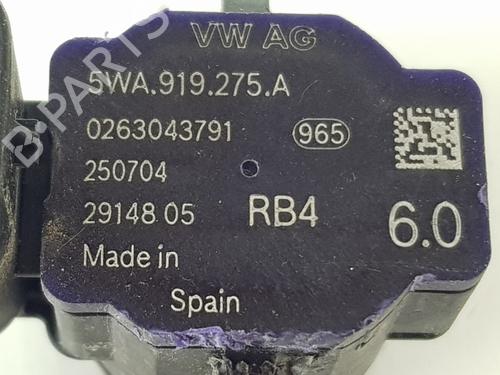 VW AG
5WA.919.275.A
0263043791 965
250704
29148 05 RB4 6.0
Made in
Spain
B-PARTS